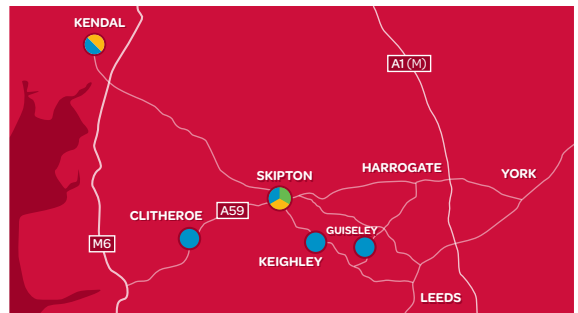 KENDAL
A1 (M)
SKIPTON
HARROGATE
YORK
CLITHEROE
A59
GUISELEY
M6
KEIGHLEY
LEEDS